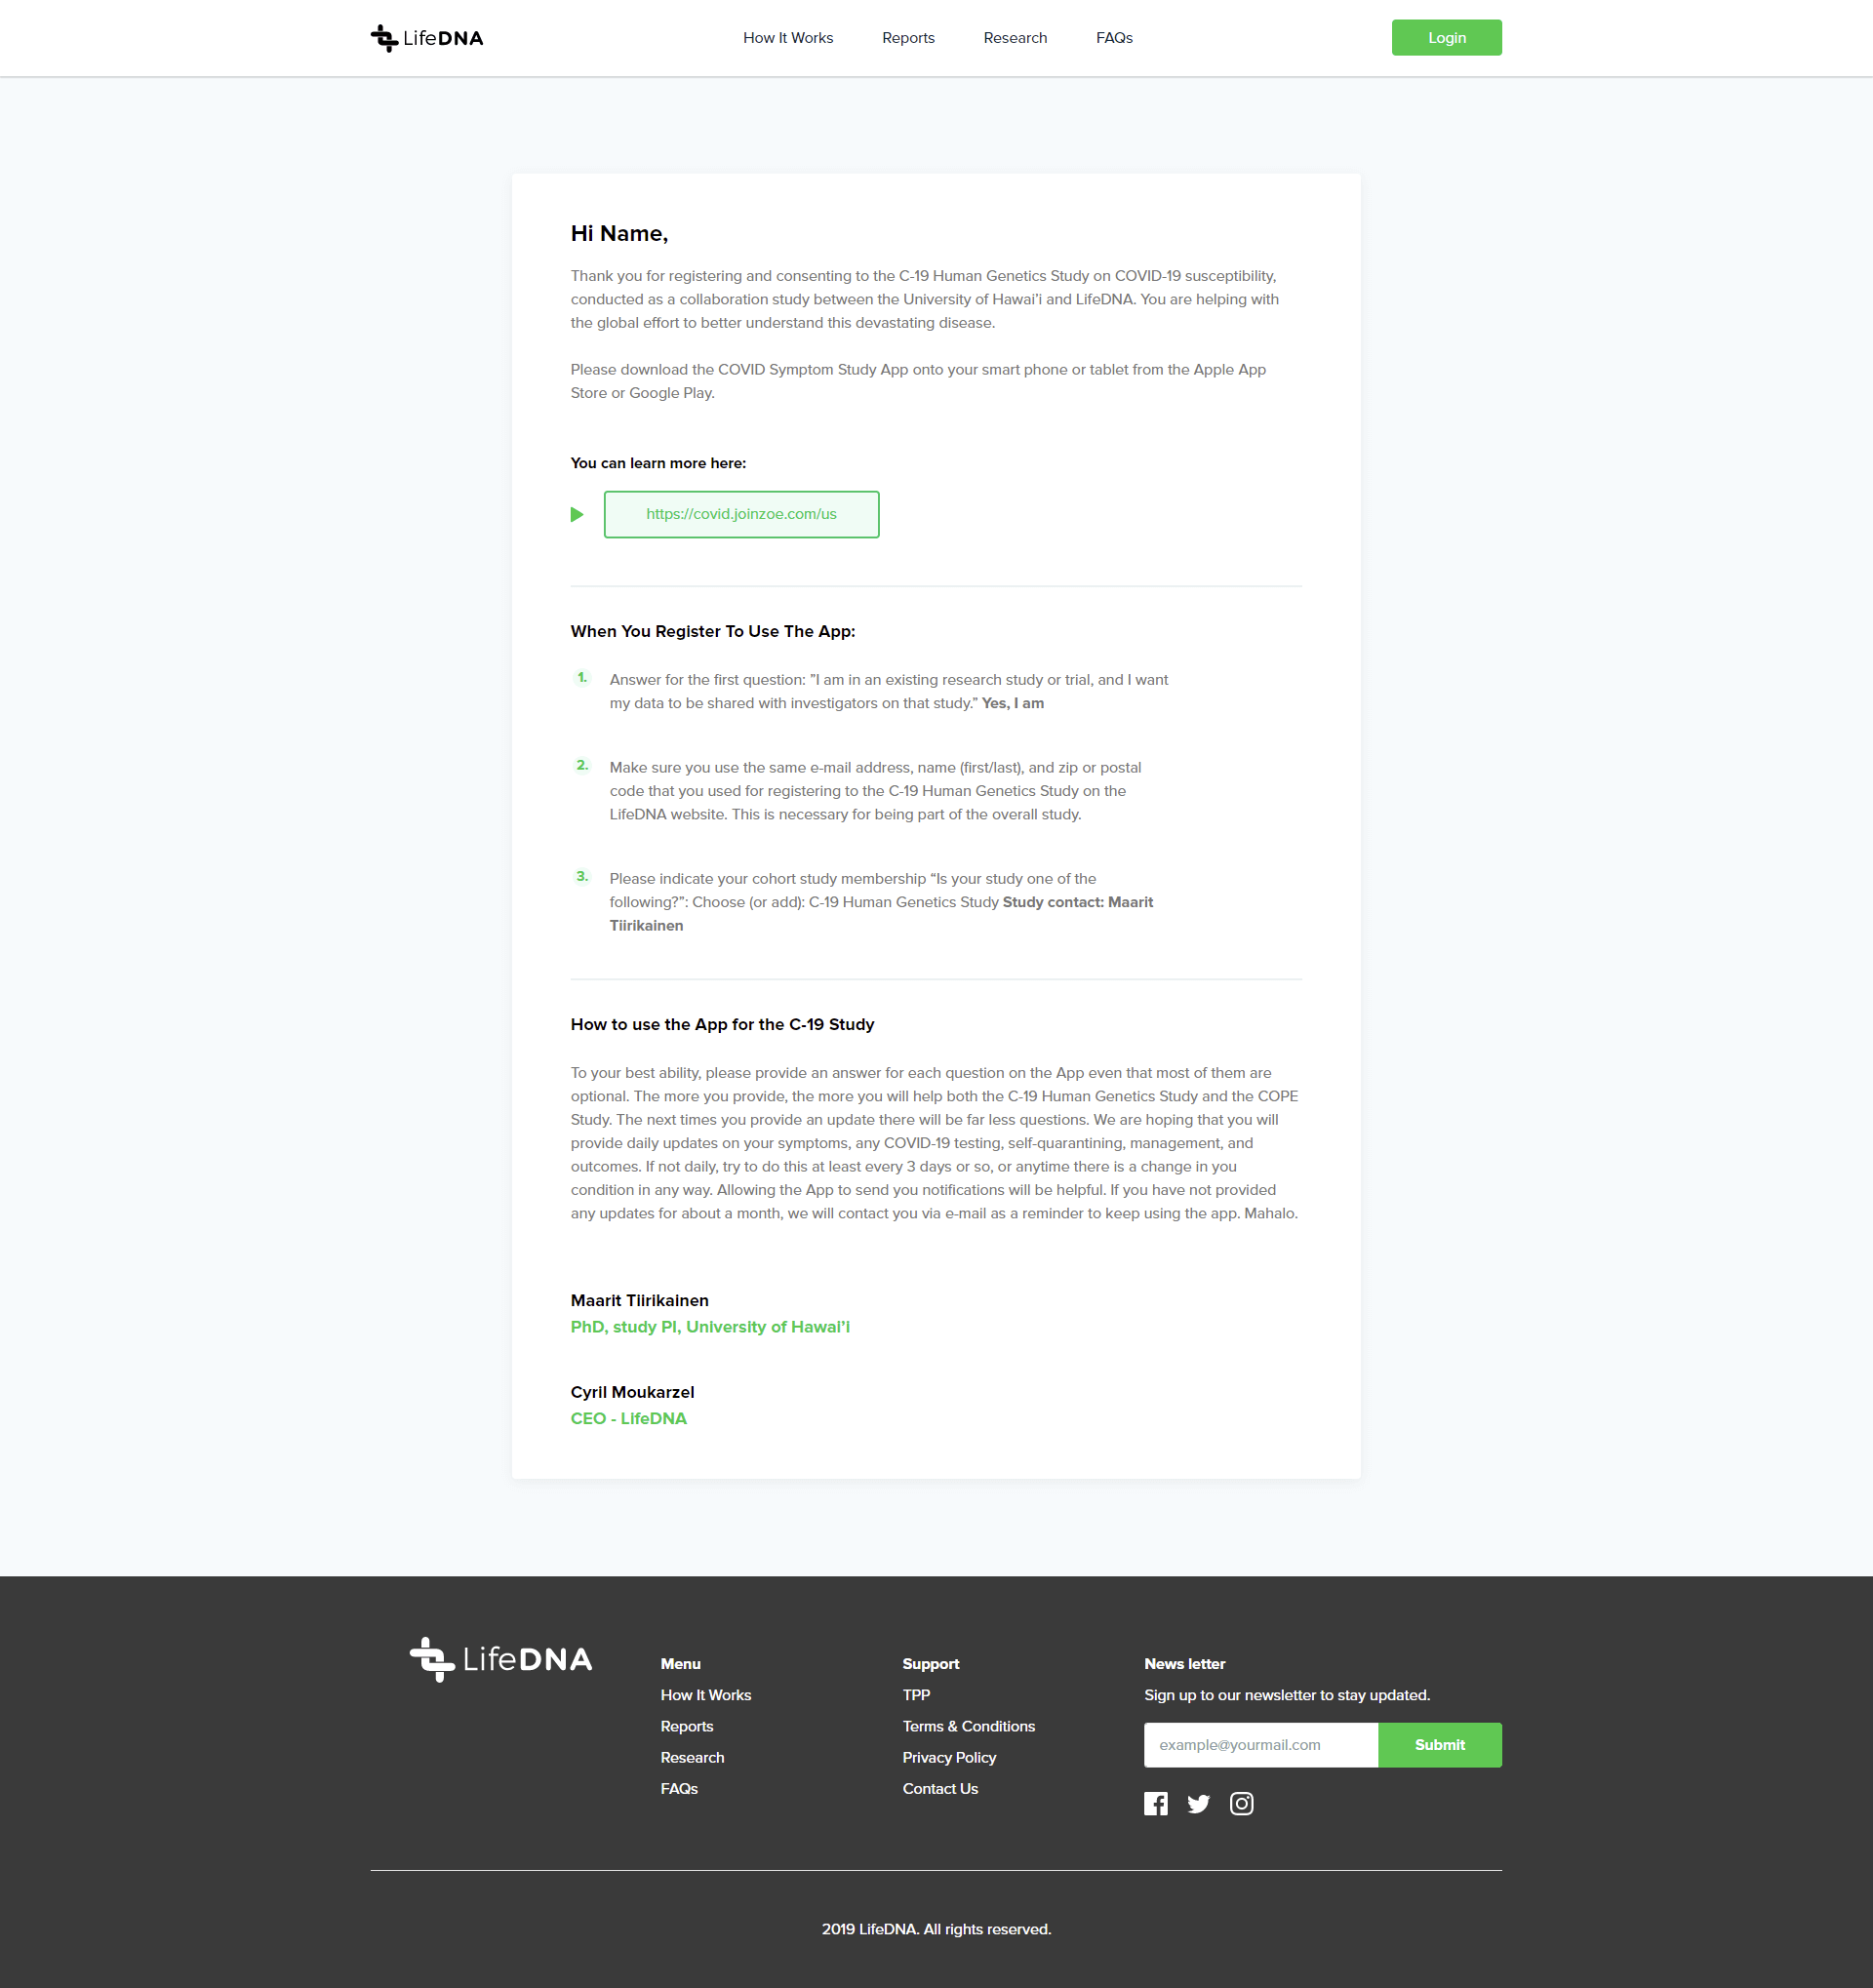 LifeDNA
How It Works
Reports
Research
FAQs
Login
Hi Name,
Thank you for registering and consenting to the C-19 Human Genetics Study on COVID-19 susceptibility,
conducted as a collaboration study between the University of Hawai’i and LifeDNA. You are helping with
the global effort to better understand this devastating disease.
Please download the COVID Symptom Study App onto your smart phone or tablet from the Apple App
Store or Google Play.
You can learn more here:
https://covid.joinzoe.com/us
When You Register To Use The App:
1. Answer for the first question: "I am in an existing research study or trial, and I want
my data to be shared with investigators on that study." Yes, I am
2. Make sure you use the same e-mail address, name (first/last), and zip or postal
code that you used for registering to the C-19 Human Genetics Study on the
LifeDNA website. This is necessary for being part of the overall study.
3. Please indicate your cohort study membership “Is your study one of the
following?”: Choose (or add): C-19 Human Genetics Study Study contact: Maarit
Tiirikainen
How to use the App for the C-19 Study
To your best ability, please provide an answer for each question on the App even that most of them are
optional. The more you provide, the more you will help both the C-19 Human Genetics Study and the COPE
Study. The next times you provide an update there will be far less questions. We are hoping that you will
provide daily updates on your symptoms, any COVID-19 testing, self-quarantining, management, and
outcomes. If not daily, try to do this at least every 3 days or so, or anytime there is a change in you
condition in any way. Allowing the App to send you notifications will be helpful. If you have not provided
any updates for about a month, we will contact you via e-mail as a reminder to keep using the app. Mahalo.
Maarit Tiirikainen
PhD, study PI, University of Hawai’i
Cyril Moukarzel
CEO - LifeDNA
LifeDNA
Menu
How It Works
Reports
Research
FAQs
Support
TPP
Terms & Conditions
Privacy Policy
Contact Us
News letter
Sign up to our newsletter to stay updated.
example@yourmail.com
Submit
2019 LifeDNA. All rights reserved.